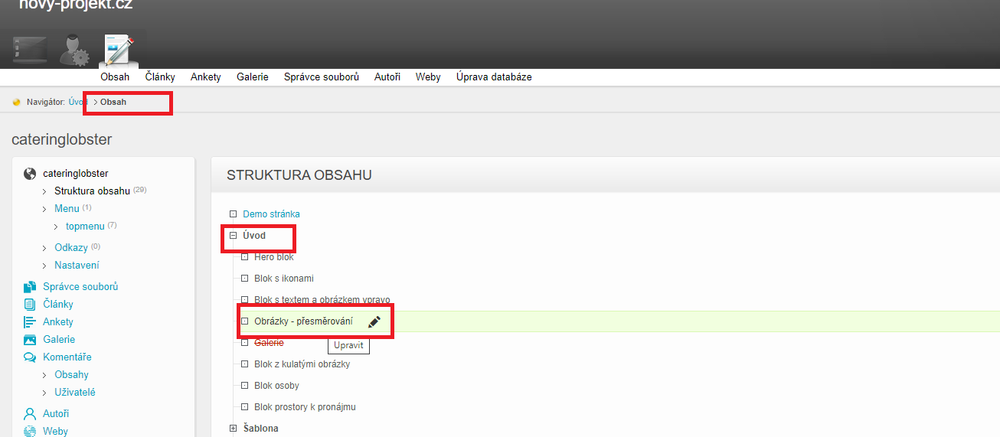 novy-projekt.cz
Obsah Články Ankety Galerie Správce souborů Autoři Weby Úprava databáze
Navigátor: Úvod > Obsah
cateringlobster
cateringlobster
Struktura obsahu (29)
Menu (1)
topmenu (7)
Odkazy (0)
Nastavení
Správce souborů
Články
Ankety
Galerie
Komentáře
Obsahy
Uživatelé
Autoři
Weby
STRUKTURA OBSAHU
Demo stránka
Úvod
Hero blok
Blok s ikonami
Blok s textem a obrázkem vpravo
Obrázky - přesměrování
Galerie
Upravit
Blok z kulatými obrázky
Blok osoby
Blok prostory k pronájmu
Šablona